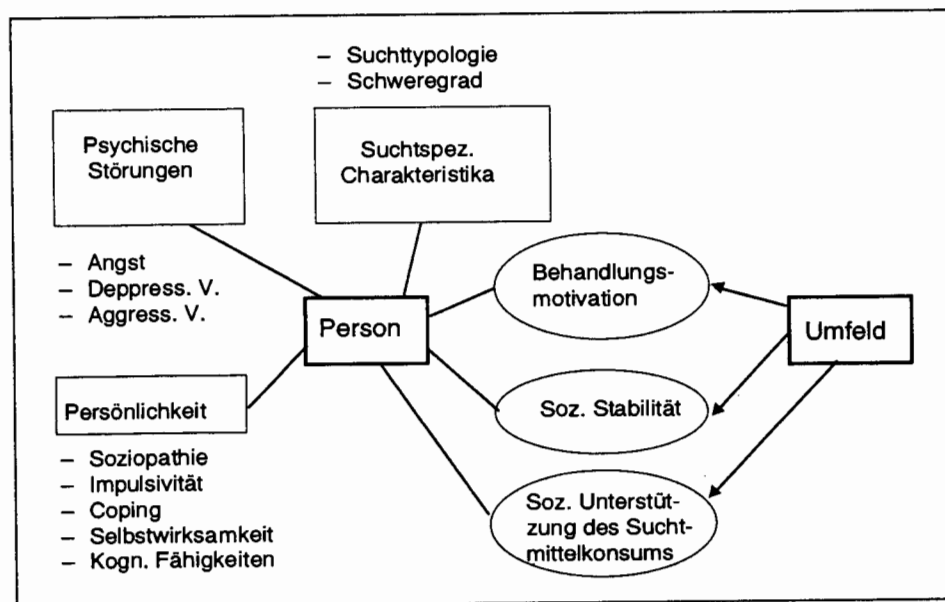 – Suchttypologie
– Schweregrad
Psychische
Störungen
Suchtspez.
Charakteristika
– Angst
– Deppress. V.
– Aggress. V.
Behandlungs-
motivation
Person
Umfeld
Persönlichkeit
Soz. Stabilität
– Soziopathie
– Impulsivität
– Coping
– Selbstwirksamkeit
– Kogn. Fähigkeiten
Soz. Unterstüt-
zung des Sucht-
mittelkonsums